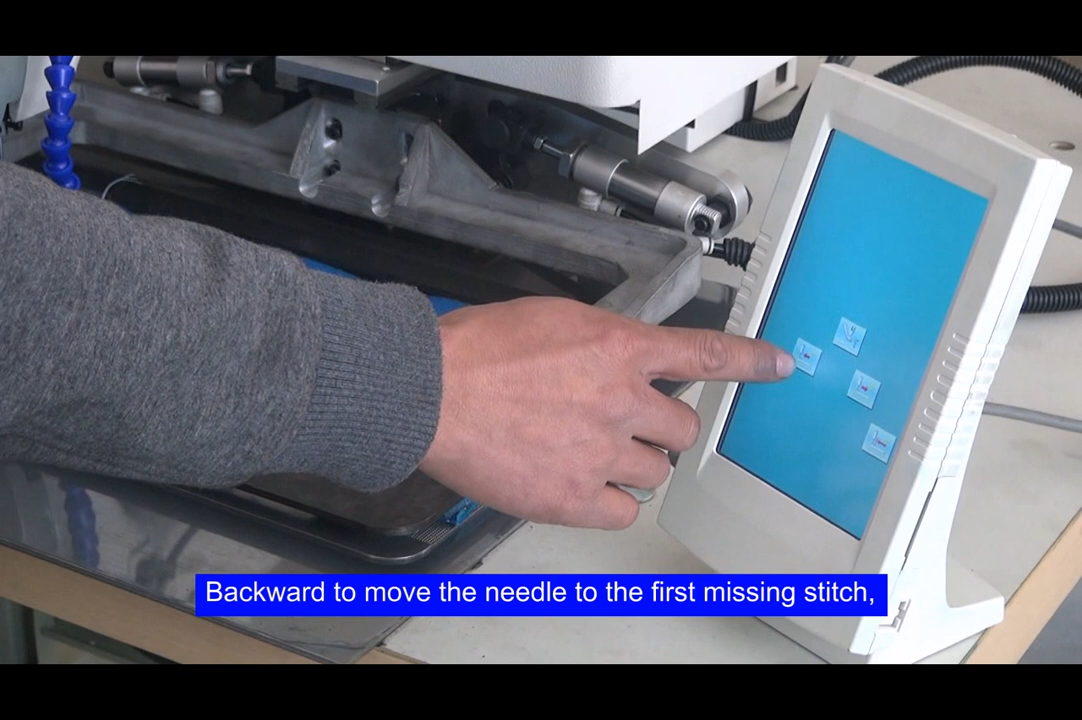 Backward to move the needle to the first missing stitch,